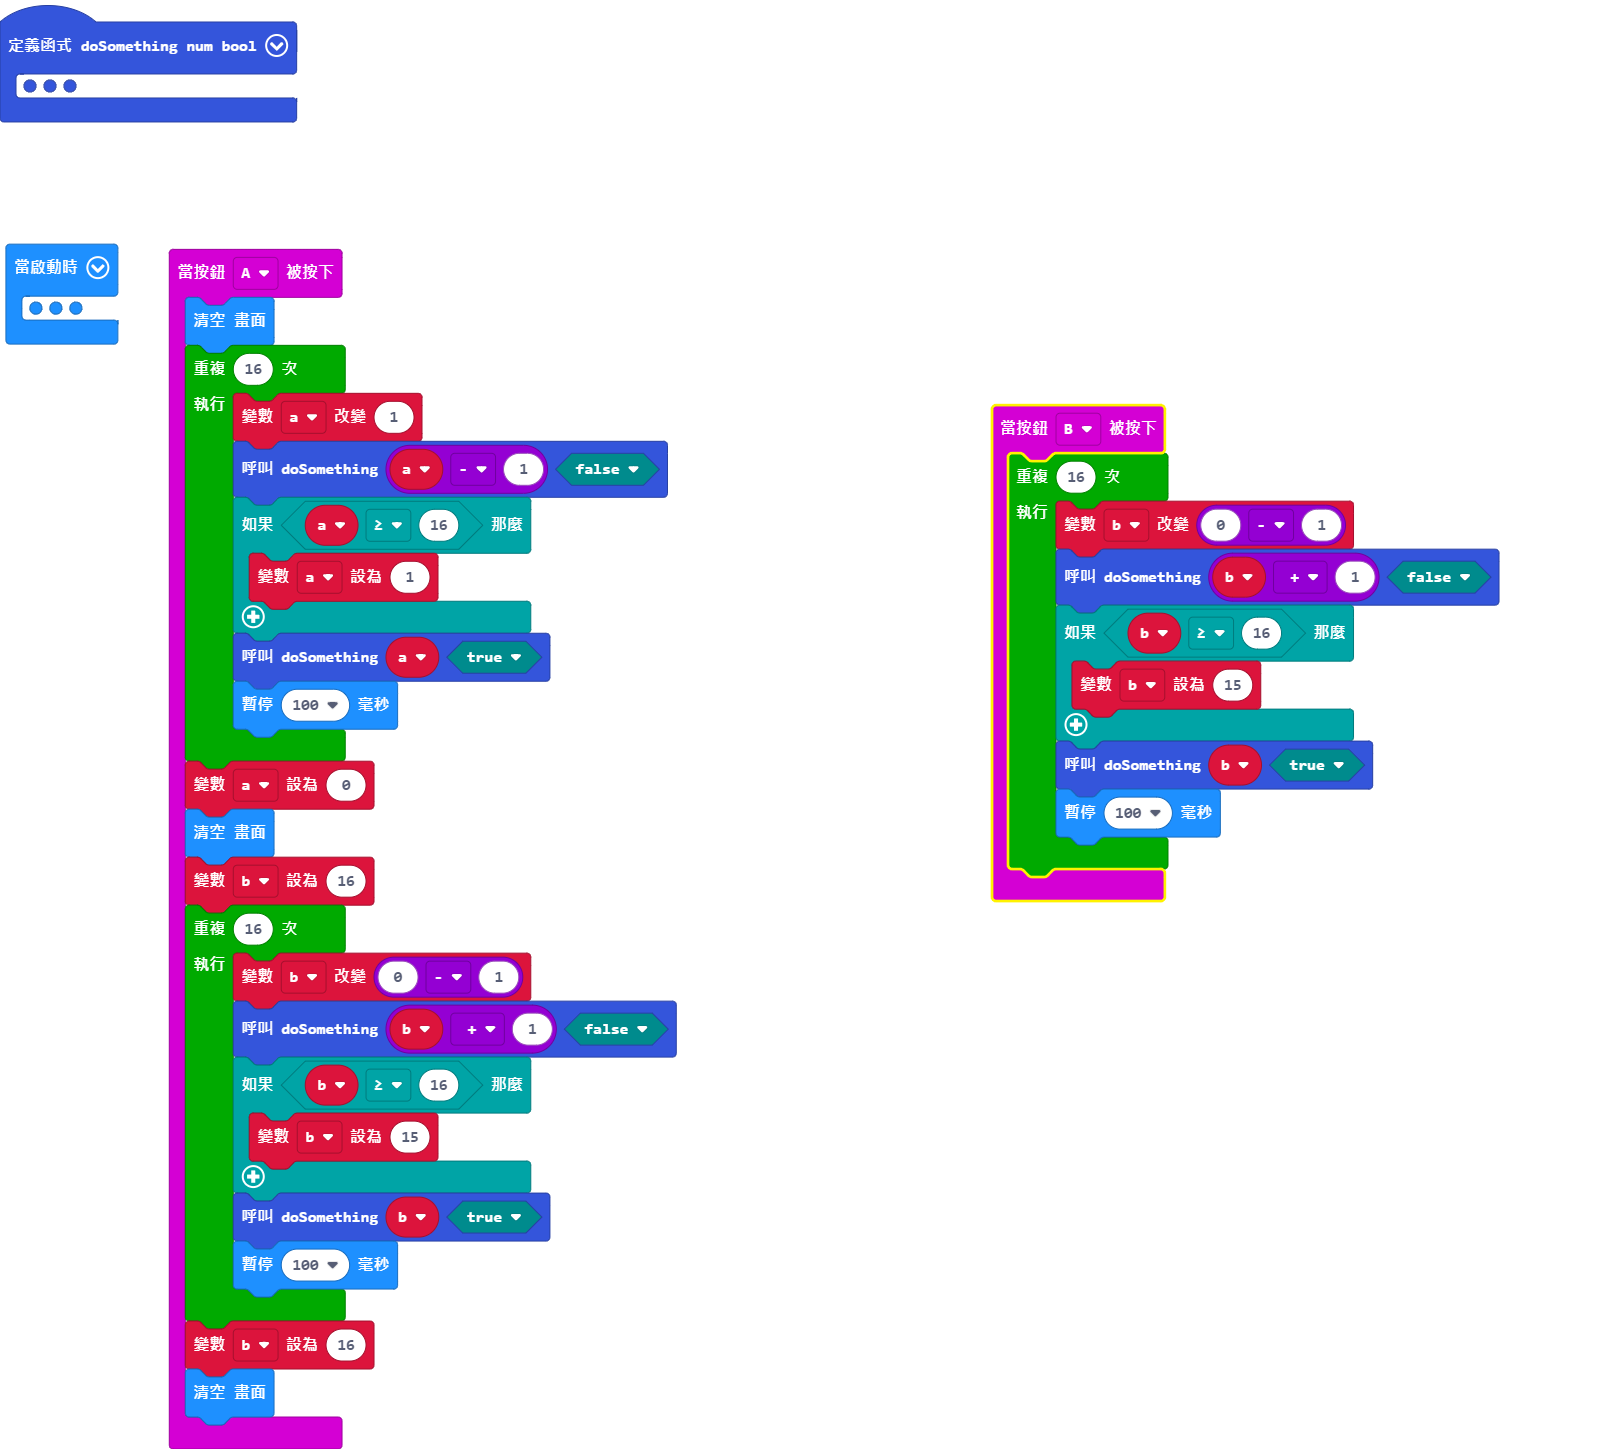 定義函式 doSomething num bool
當啟動時
當按鈕 A 被按下
清空 畫面
重複 16 次
執行
變數 a 改變 1
呼叫 doSomething a - 1 false
如果 a ≥ 16 那麼
變數 a 設為 1
呼叫 doSomething a true
暫停 100 毫秒
變數 a 設為 0
清空 畫面
變數 b 設為 16
重複 16 次
執行
變數 b 改變 0 - 1
呼叫 doSomething b + 1 false
如果 b ≥ 16 那麼
變數 b 設為 15
呼叫 doSomething b true
暫停 100 毫秒
變數 b 設為 16
清空 畫面
當按鈕 B 被按下
重複 16 次
執行
變數 b 改變 0 - 1
呼叫 doSomething b + 1 false
如果 b ≥ 16 那麼
變數 b 設為 15
呼叫 doSomething b true
暫停 100 毫秒